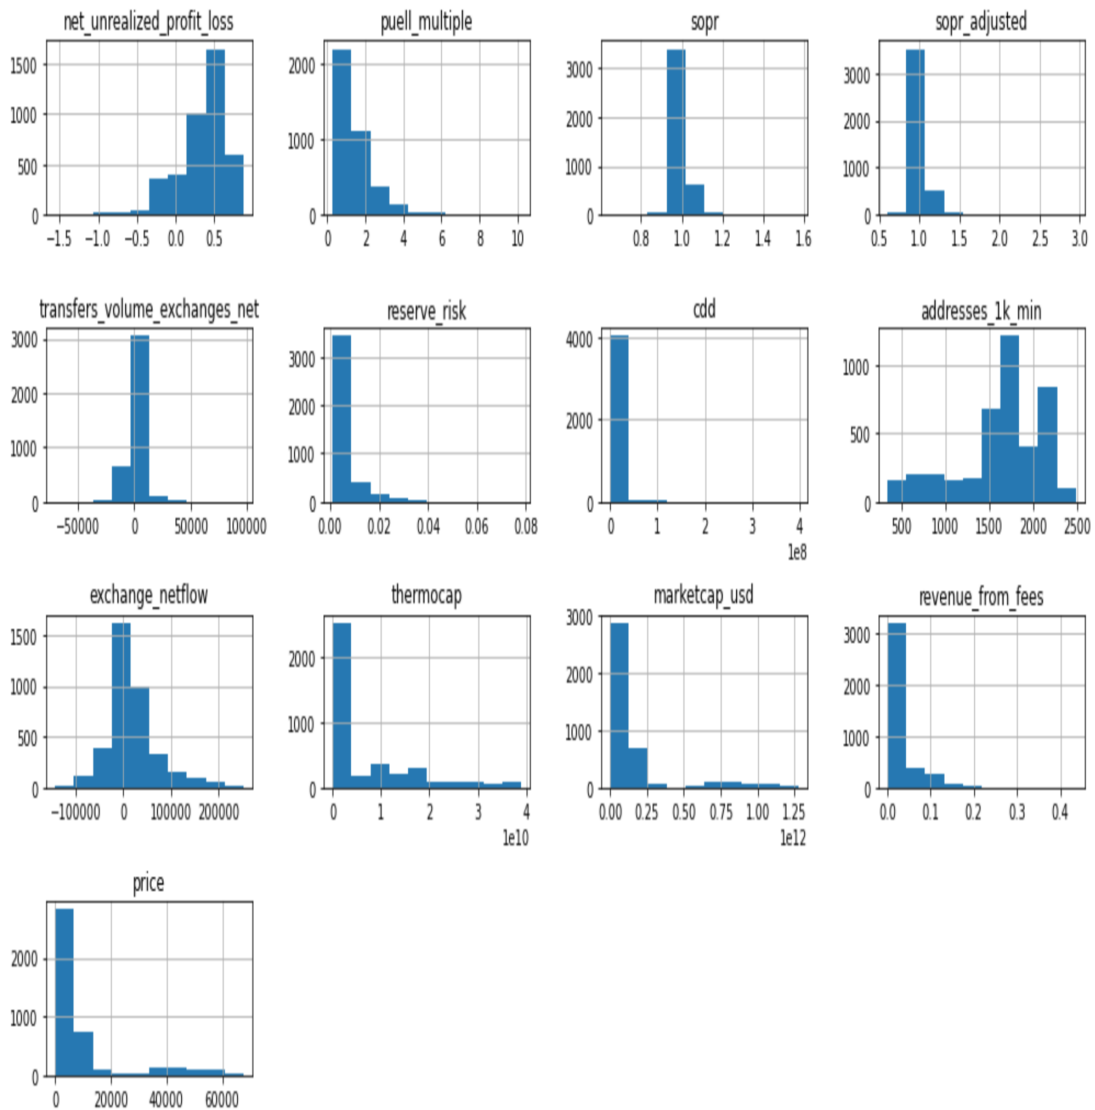 net_unrealized_profit_loss
1500
1000
500
0
−1.5 −1.0 −0.5 0.0 0.5
puell_multiple
2000
1000
0
0 2 4 6 8 10
sopr
3000
2000
1000
0
0.8 1.0 1.2 1.4 1.6
sopr_adjusted
3000
2000
1000
0
0.5 1.0 1.5 2.0 2.5 3.0
transfers_volume_exchanges_net
3000
2000
1000
0
−50000 0 50000 100000
reserve_risk
3000
2000
1000
0
0.00 0.02 0.04 0.06 0.08
cdd
4000
2000
0
0 1 2 3 4
1e8
addresses_1k_min
1000
500
0
500 1000 1500 2000 2500
exchange_netflow
1500
1000
500
0
−100000 0 100000 200000
thermocap
2000
1000
0
0 1 2 3 4
1e10
marketcap_usd
3000
2000
1000
0
0.00 0.25 0.50 0.75 1.00 1.25
1e12
revenue_from_fees
3000
2000
1000
0
0.0 0.1 0.2 0.3 0.4
price
2000
1000
0
0 20000 40000 60000